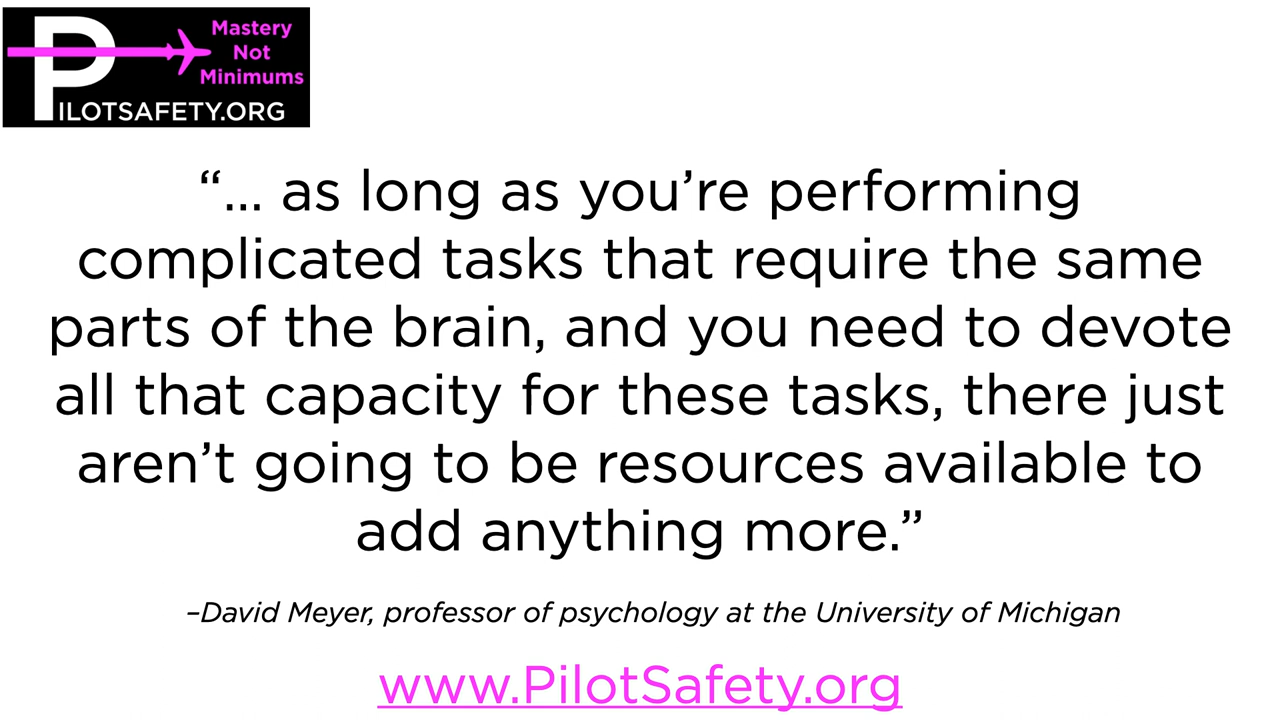 Mastery
Not
Minimums
PILOTSAFETY.ORG
“... as long as you’re performing
complicated tasks that require the same
parts of the brain, and you need to devote
all that capacity for these tasks, there just
aren’t going to be resources available to
add anything more.”
–David Meyer, professor of psychology at the University of Michigan
www.PilotSafety.org